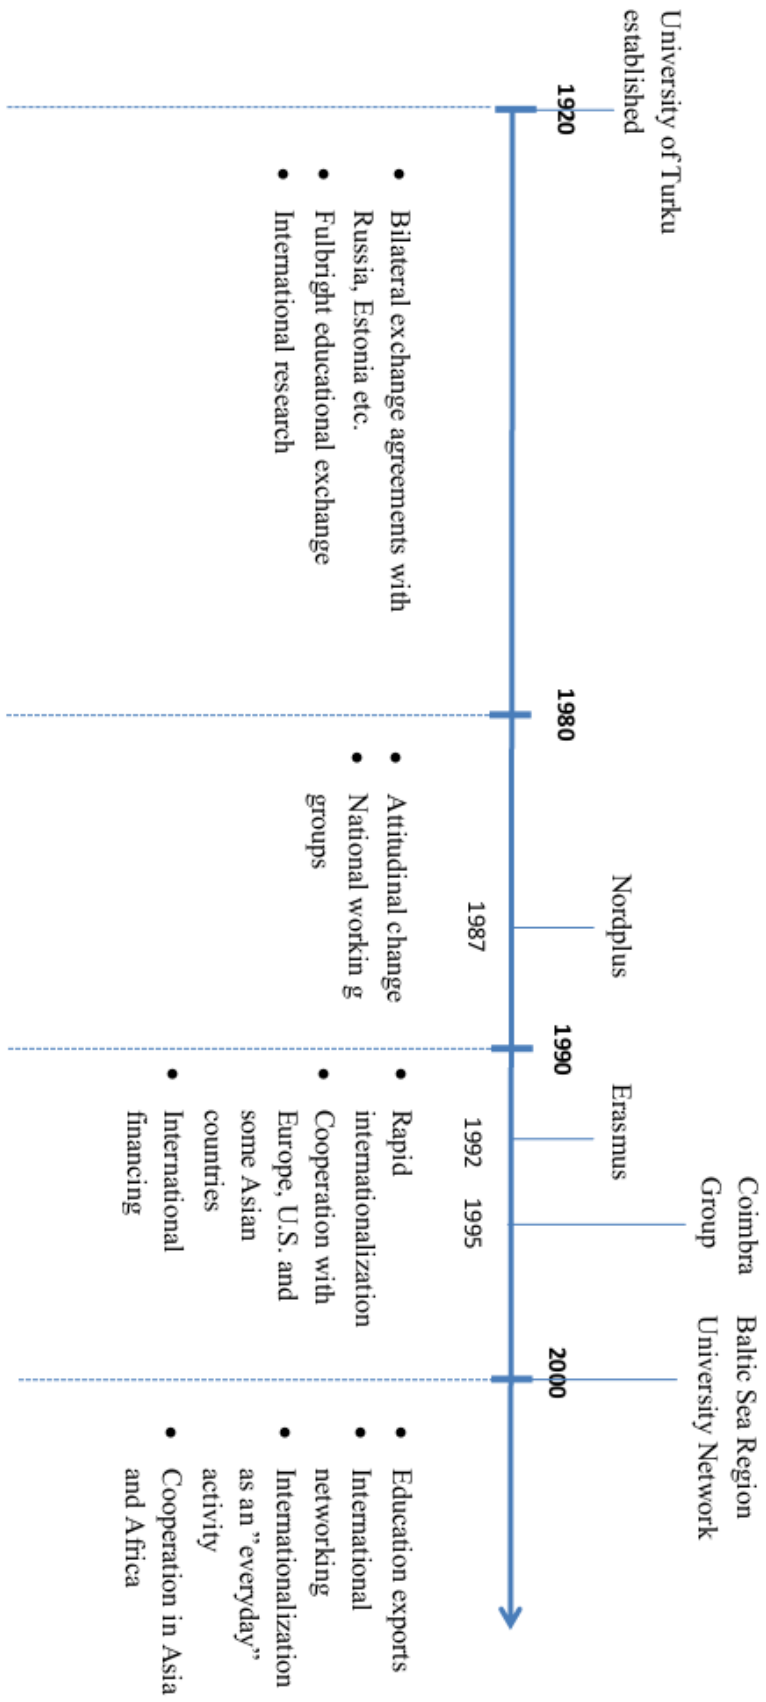 University of Turku
established
1920
1980
Nordplus
1987
1990
Erasmus
1992
Coimbra
Group
1995
Baltic Sea Region
University Network
2000
• Bilateral exchange agreements with
Russia, Estonia etc.
• Fulbright educational exchange
• International research
• Attitudinal change
• National workin g
groups
• Rapid
internationalization
• Cooperation with
Europe, U.S. and
some Asian
countries
• International
financing
• Education exports
• International
networking
• Internationalization
as an ” everyday”
activity
• Cooperation in Asia
and Africa